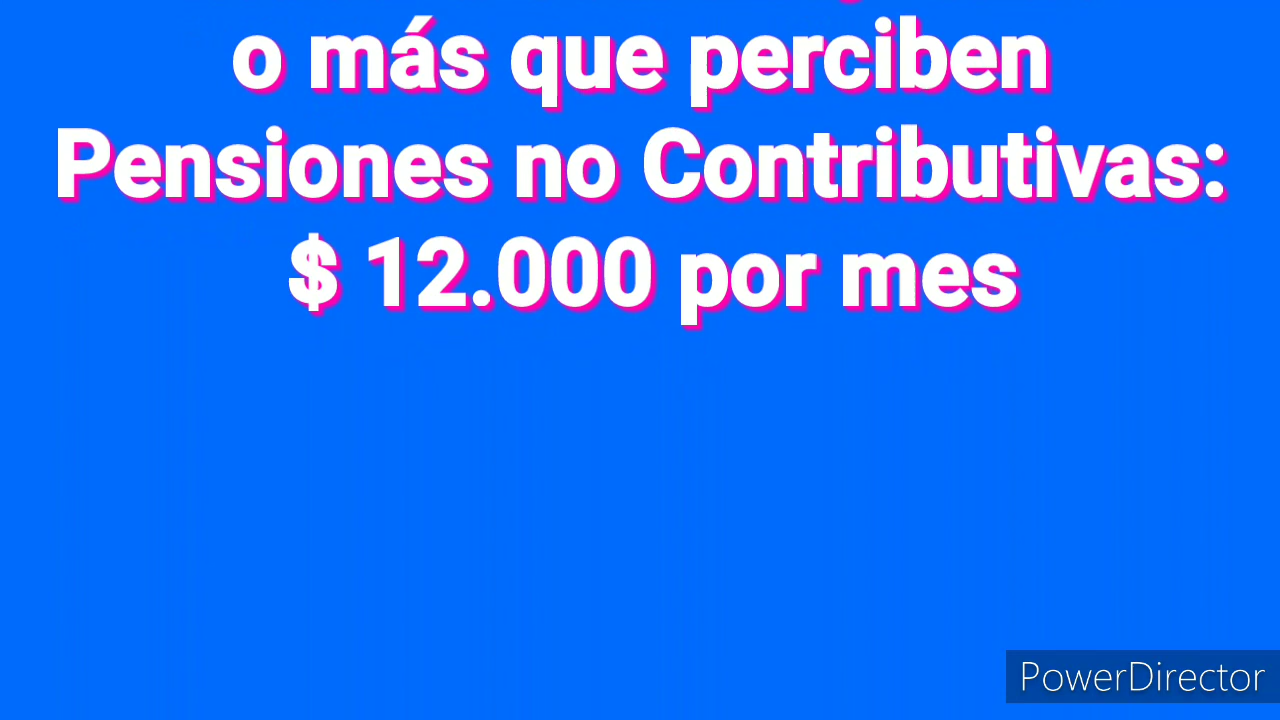 o más que perciben
Pensiones no Contributivas:
$ 12.000 por mes
PowerDirector